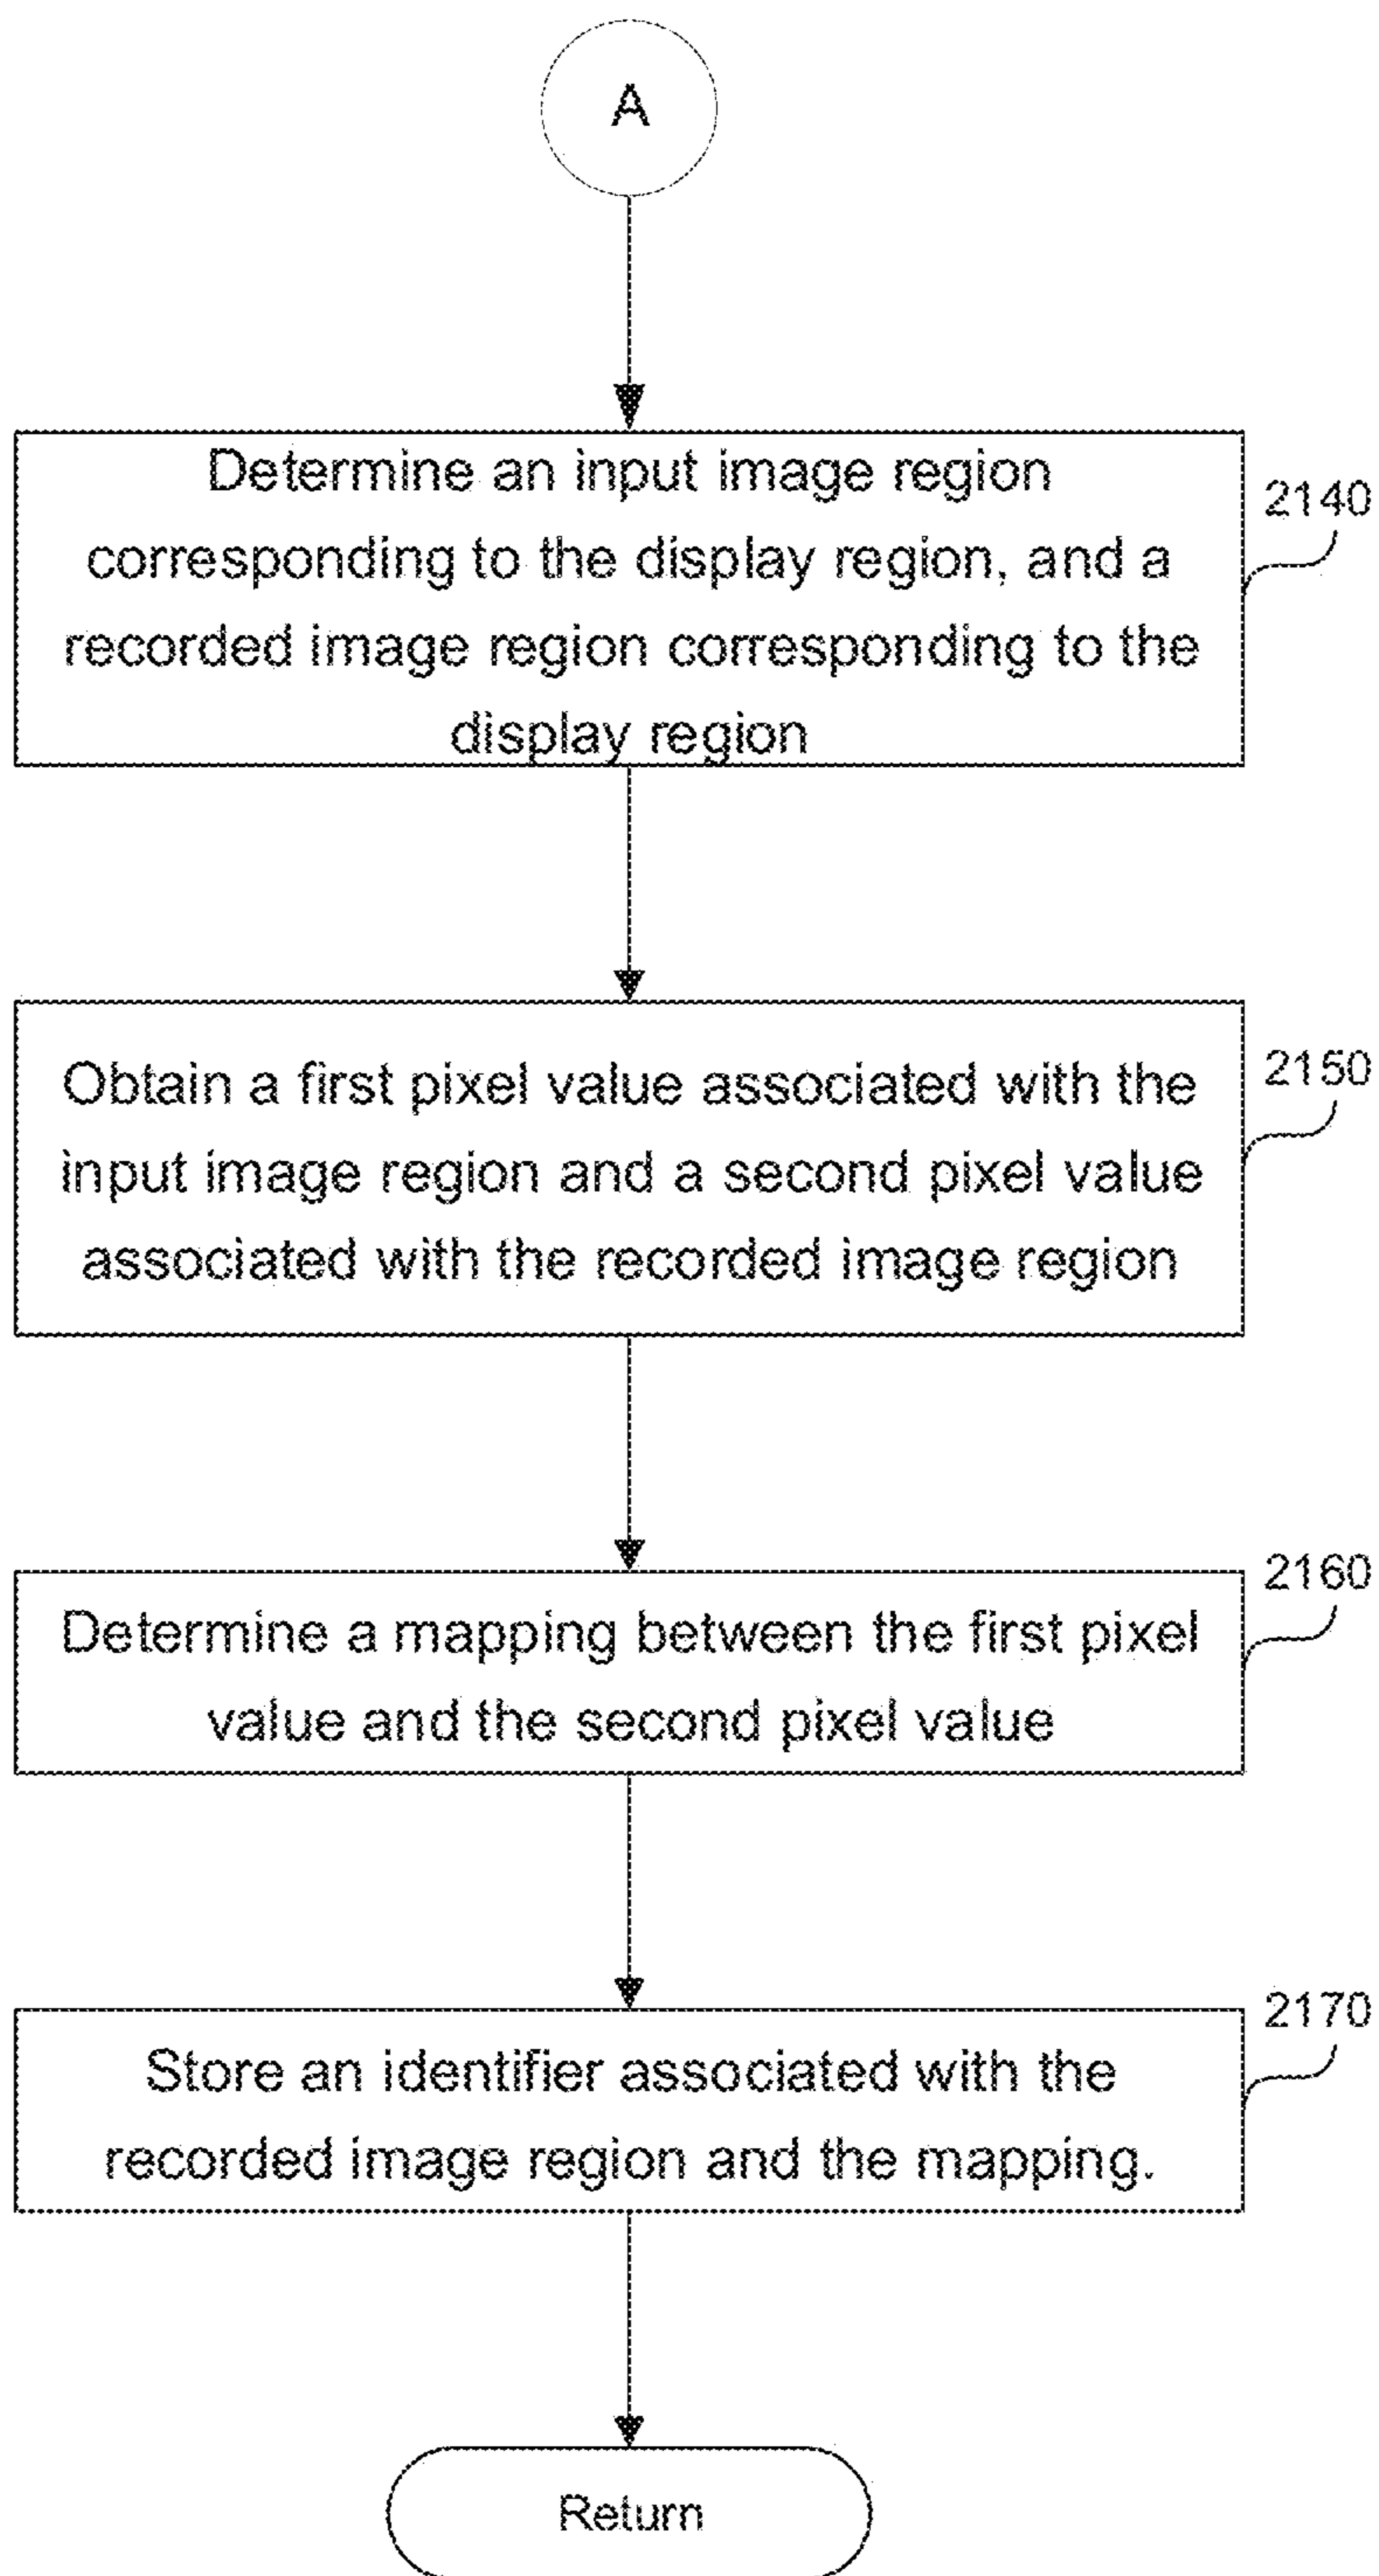 A
Determine an input image region
corresponding to the display region, and a
recorded image region corresponding to the
display region
2140
Obtain a first pixel value associated with the
input image region and a second pixel value
associated with the recorded image region
2150
Determine a mapping between the first pixel
value and the second pixel value
2160
Store an identifier associated with the
recorded image region and the mapping.
2170
Return